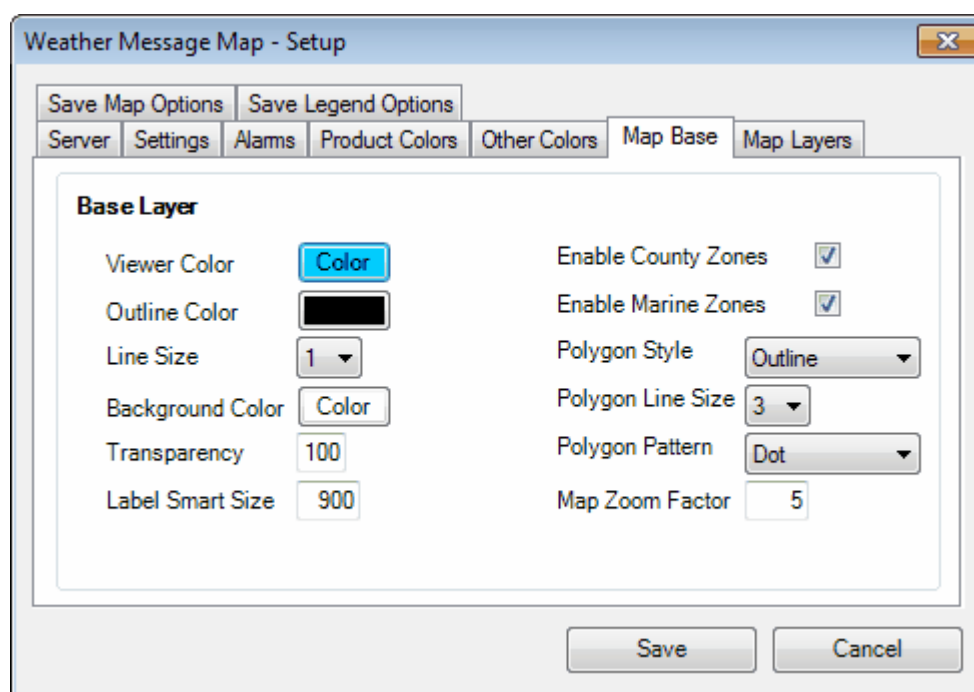 Weather Message Map - Setup
Save Map Options Save Legend Options
Server Settings Alarms Product Colors Other Colors Map Base Map Layers
Base Layer
Viewer Color Color Enable County Zones
Outline Color Enable Marine Zones
Line Size 1 Polygon Style Outline
Background Color Color Polygon Line Size 3
Transparency 100 Polygon Pattern Dot
Label Smart Size 900 Map Zoom Factor 5
Save Cancel